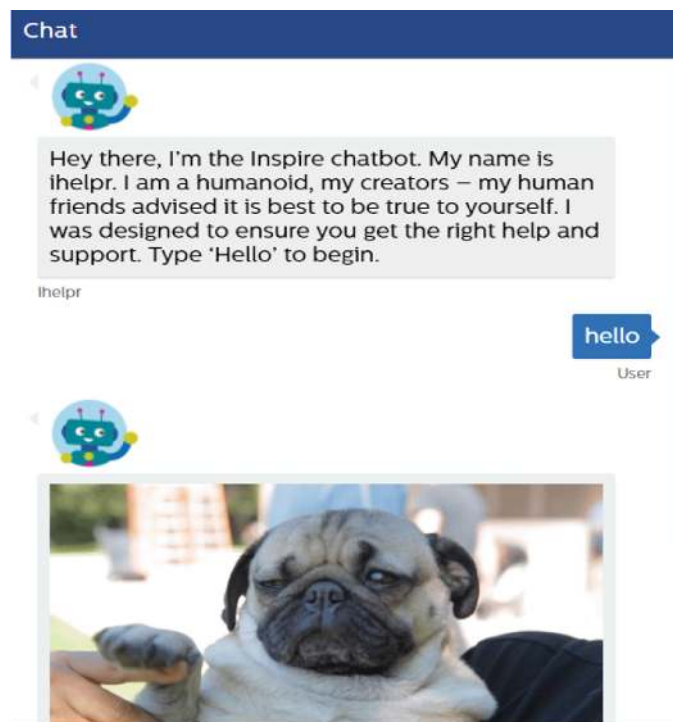 Chat
Hey there, I'm the Inspire chatbot. My name is
ihelpr. I am a humanoid, my creators – my human
friends advised it is best to be true to yourself. I
was designed to ensure you get the right help and
support. Type 'Hello' to begin.
Ihelpr
hello
User